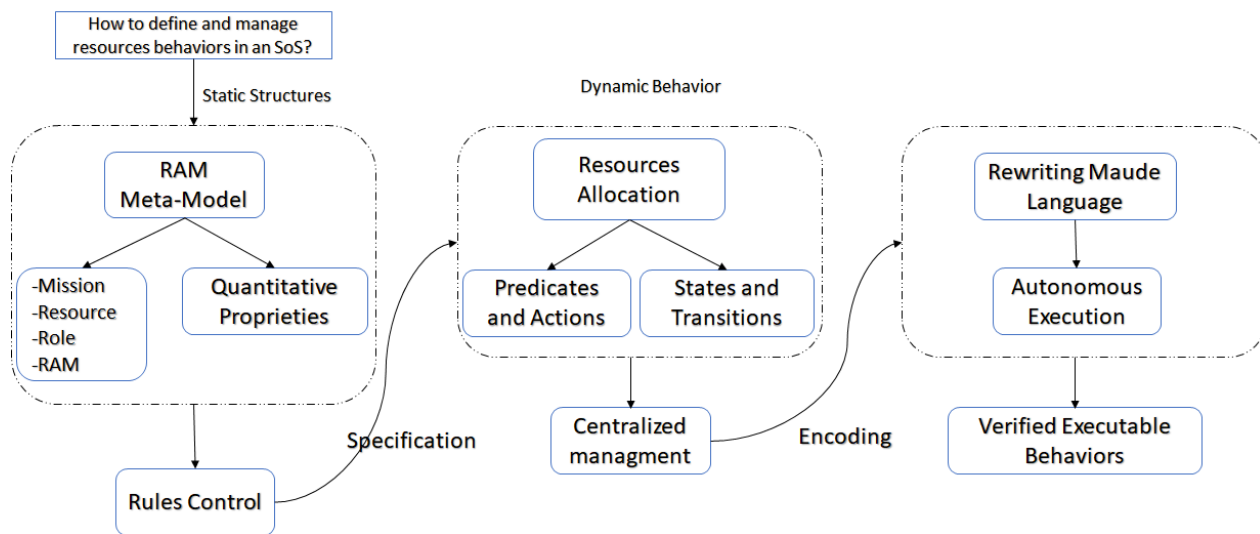 How to define and manage
resources behaviors in an SoS?
Static Structures
RAM
Meta-Model
-Mission
-Resource
-Role
-RAM
Quantitative
Proprieties
Rules Control
Specification
Dynamic Behavior
Resources
Allocation
Predicates
and Actions
States and
Transitions
Centralized
managment
Encoding
Rewriting Maude
Language
Autonomous
Execution
Verified Executable
Behaviors